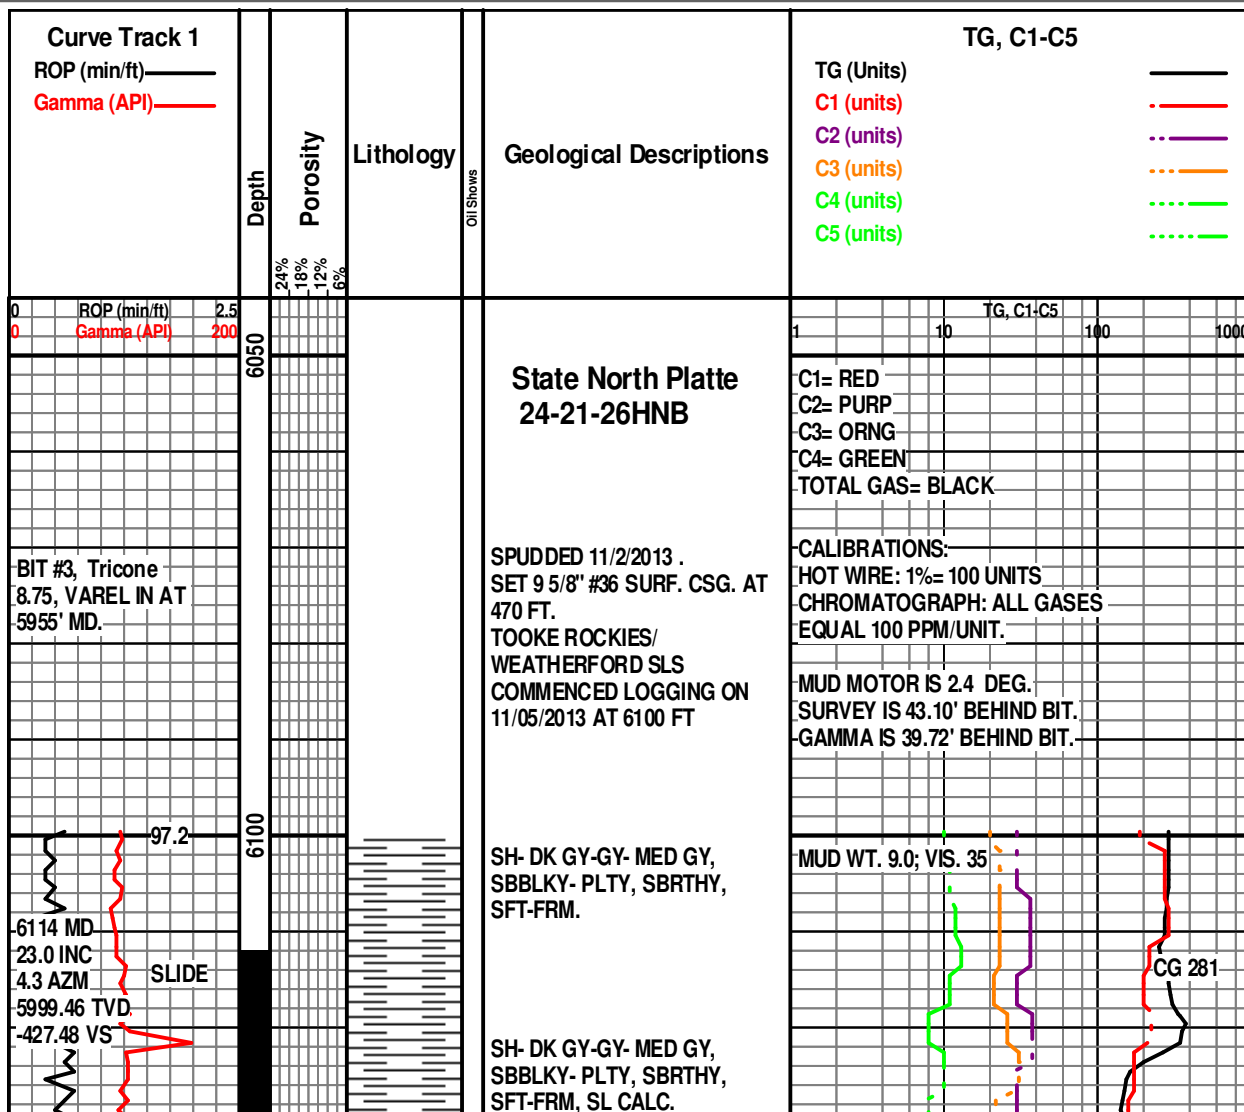 Curve Track 1
ROP (min/ft)
Gamma (API)
Depth
Porosity
24%
18%
12%
6%
Lithology
Oil Shows
Geological Descriptions
TG, C1-C5
TG (Units)
C1 (units)
C2 (units)
C3 (units)
C4 (units)
C5 (units)
0 ROP (min/ft) 2.5
0 Gamma (API) 200
TG, C1-C5
1 10 100 1000
6050
State North Platte
24-21-26HNB
C1= RED
C2= PURP
C3= ORNG
C4= GREEN
TOTAL GAS= BLACK
BIT #3, Tricone
8.75, VAREL IN AT
5955' MD.
SPUDDED 11/2/2013 .
SET 9 5/8" #36 SURF. CSG. AT
470 FT.
TOOKE ROCKIES/
WEATHERFORD SLS
COMMENCED LOGGING ON
11/05/2013 AT 6100 FT
CALIBRATIONS:
HOT WIRE: 1%= 100 UNITS
CHROMATOGRAPH: ALL GASES
EQUAL 100 PPM/UNIT.
MUD MOTOR IS 2.4 DEG.
SURVEY IS 43.10' BEHIND BIT.
GAMMA IS 39.72' BEHIND BIT.
97.2
6100
SH- DK GY-GY- MED GY,
SBBLKY- PLTY, SBRTHY,
SFT-FRM.
MUD WT. 9.0; VIS. 35
6114 MD
23.0 INC
4.3 AZM
5999.46 TVD
-427.48 VS
SLIDE
CG 281
SH- DK GY-GY- MED GY,
SBBLKY- PLTY, SBRTHY,
SFT-FRM, SL CALC.